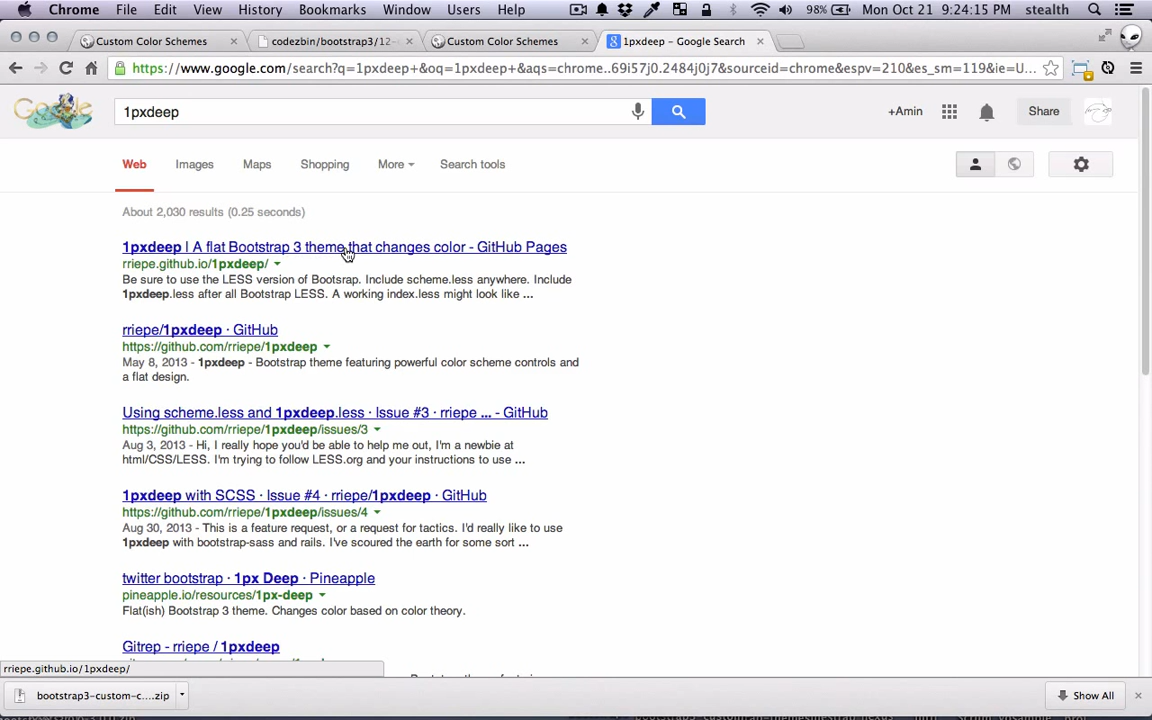 Chrome File Edit View History Bookmarks Window Users Help 98% Mon Oct 21 9:24:15 PM stealth
Custom Color Schemes codezbin/bootstrap3/12- Custom Color Schemes 1pxdeep - Google Search
https://www.google.com/search?q=1pxdeep+&oq=1pxdeep+&aqs=chrome..69i57j0.2484j0j7&sourceid=chrome&espv=210&es_sm=119&ie=U...
Google 1pxdeep +Amin Share
Web Images Maps Shopping More Search tools
About 2,030 results (0.25 seconds)
1pxdeep | A flat Bootstrap 3 theme that changes color - GitHub Pages
rriepe.github.io/1pxdeep/
Be sure to use the LESS version of Bootsrap. Include scheme.less anywhere. Include
1pxdeep.less after all Bootstrap LESS. A working index.less might look like ...
rriepe/1pxdeep · GitHub
https://github.com/rriepe/1pxdeep
May 8, 2013 - 1pxdeep - Bootstrap theme featuring powerful color scheme controls and
a flat design.
Using scheme.less and 1pxdeep.less · Issue #3 · rriepe ... - GitHub
https://github.com/rriepe/1pxdeep/issues/3
Aug 3, 2013 - Hi, I really hope you'd be able to help me out, I'm a newbie at
html/CSS/LESS. I'm trying to follow LESS.org and your instructions to use ...
1pxdeep with SCSS · Issue #4 · rriepe/1pxdeep · GitHub
https://github.com/rriepe/1pxdeep/issues/4
Aug 30, 2013 - This is a feature request, or a request for tactics. I'd really like to use
1pxdeep with bootstrap-sass and rails. I've scoured the earth for some sort ...
twitter bootstrap · 1px Deep · Pineapple
pineapple.io/resources/1px-deep
Flat(ish) Bootstrap 3 theme. Changes color based on color theory.
Gitrep - rriepe / 1pxdeep
rriepe.github.io/1pxdeep/
bootstrap3-custom-c....zip Show All